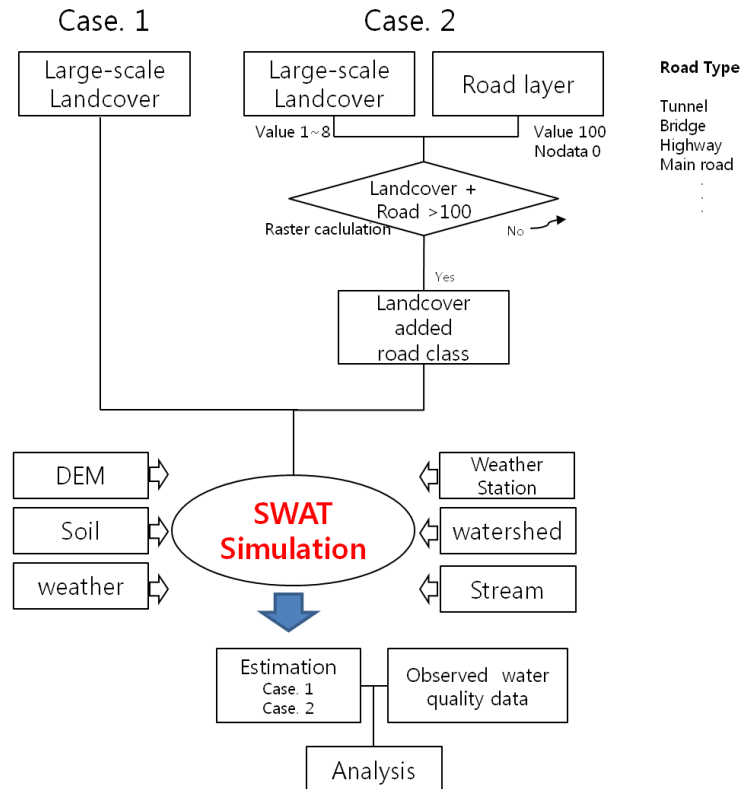 Case. 1
Case. 2
Large-scale
Landcover
Large-scale
Landcover
Road layer
Road Type
Tunnel
Bridge
Highway
Main road
.
.
.
Value 1~8
Value 100
Nodata 0
Landcover +
Road >100
Raster caclulation
No
Yes
Landcover
added
road class
DEM
Soil
weather
SWAT
Simulation
Weather
Station
watershed
Stream
Estimation
Case. 1
Case. 2
Observed water
quality data
Analysis